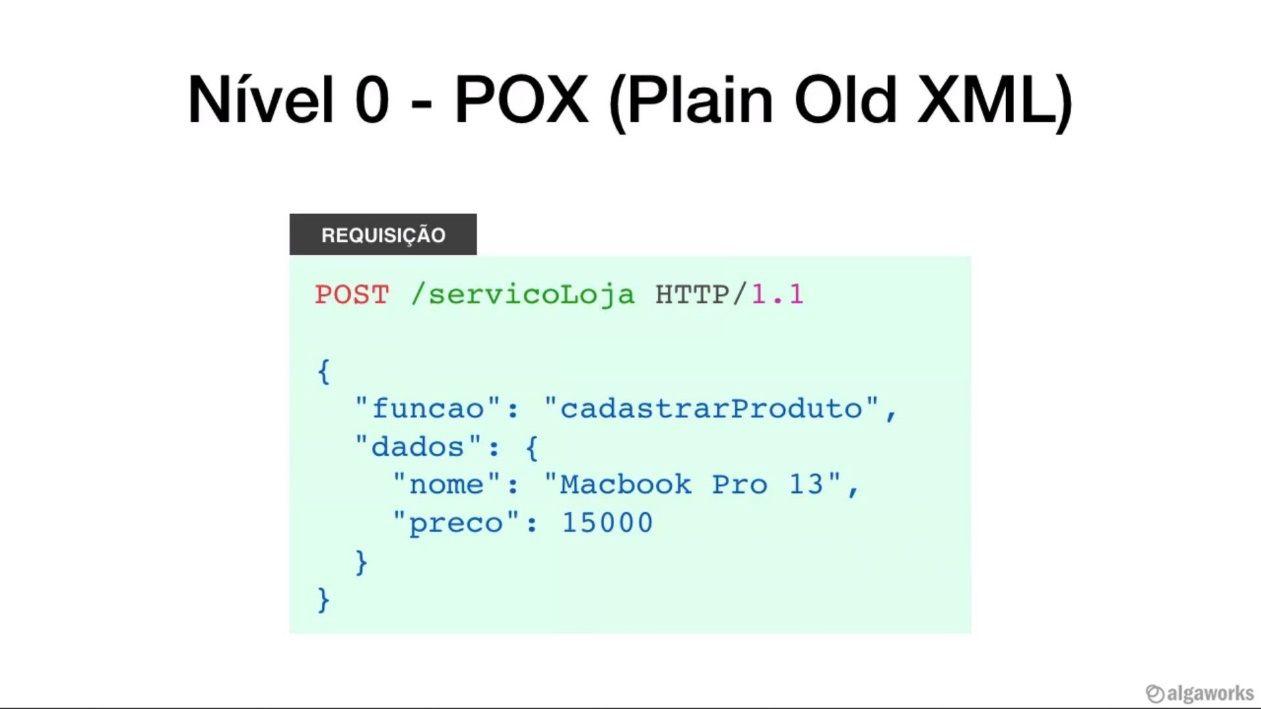 Nível 0 - POX (Plain Old XML)
REQUISIÇÃO
POST /servicoLoja HTTP/1.1
{
"funcao": "cadastrarProduto",
"dados": {
"nome": "Macbook Pro 13",
"preco": 15000
}
}
algaworks